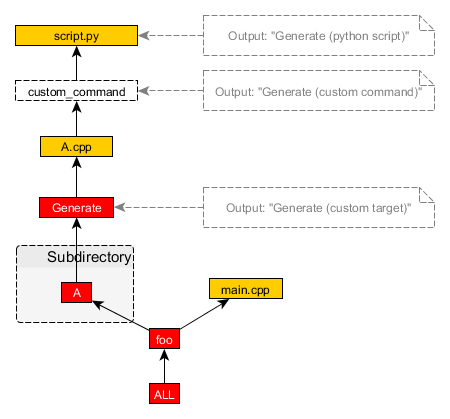 script.py
Output: "Generate (python script)"
custom_command
Output: "Generate (custom command)"
A.cpp
Generate
Output: "Generate (custom target)"
Subdirectory
A
main.cpp
foo
ALL